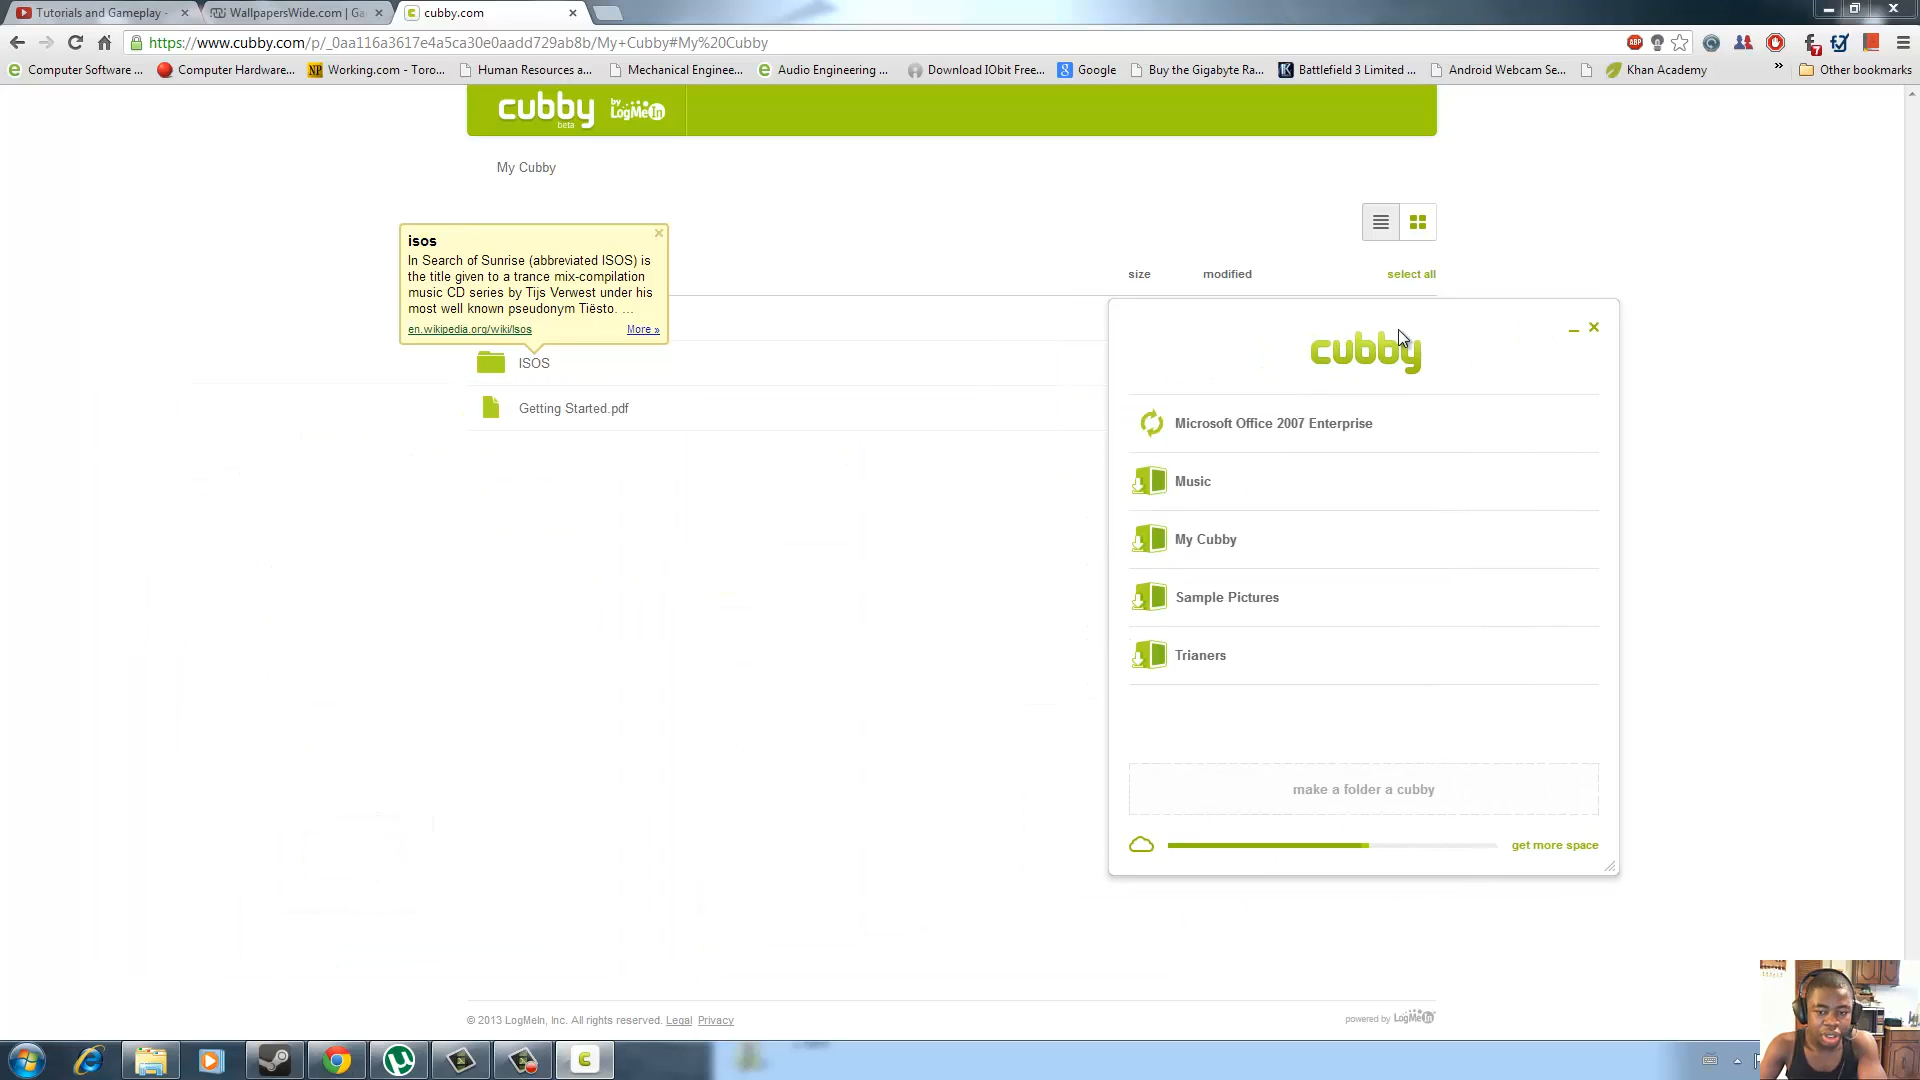 Tutorials and Gameplay -
WallpapersWide.com | Ga
cubby.com
https://www.cubby.com/p/_0aa116a3617e4a5ca30e0aadd729ab8b/My+Cubby#My%20Cubby
ABP
7
Computer Software ...
Computer Hardware...
NP Working.com - Toro...
Human Resources a...
Mechanical Enginee...
Audio Engineering ...
Download IObit Free...
Google
Buy the Gigabyte Ra...
Battlefield 3 Limited ...
Android Webcam Se...
Khan Academy
»
Other bookmarks
cubby beta
by LogMeIn
My Cubby
isos
In Search of Sunrise (abbreviated ISOS) is
the title given to a trance mix-compilation
music CD series by Tijs Verwest under his
most well known pseudonym Tiësto. ...
en.wikipedia.org/wiki/Isos
More »
size
modified
select all
ISOS
Getting Started.pdf
cubby
Microsoft Office 2007 Enterprise
Music
My Cubby
Sample Pictures
Trianers
make a folder a cubby
get more space
© 2013 LogMeIn, Inc. All rights reserved. Legal Privacy
powered by LogMeIn